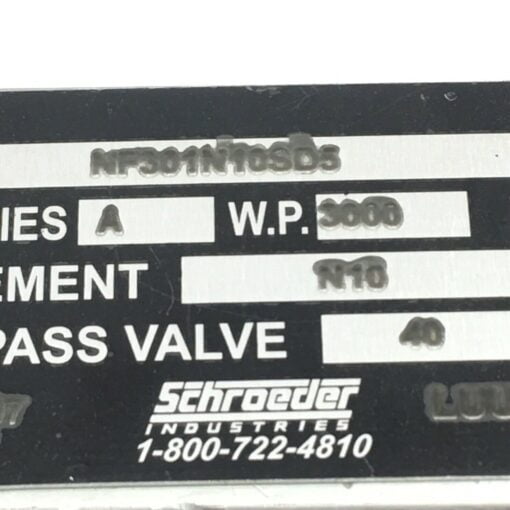 NF301N10SD5
IES A W.P. 3000
EMENT N10
PASS VALVE 40
Schroeder
INDUSTRIES
1-800-722-4810